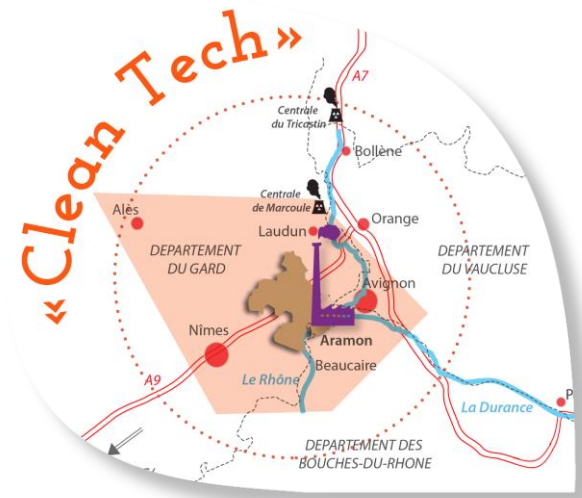 « Clean Tech »
A7
Centrale
du Tricastin
Bollène
Alès
Centrale
de Marcoule
Laudun
Orange
DEPARTEMENT
DU GARD
DEPARTEMENT
DU VAUCLUSE
Avignon
Nîmes
Aramon
Beaucaire
A9
Le Rhône
La Durance
P
DEPARTEMENT DES
BOUCHES-DU-RHONE